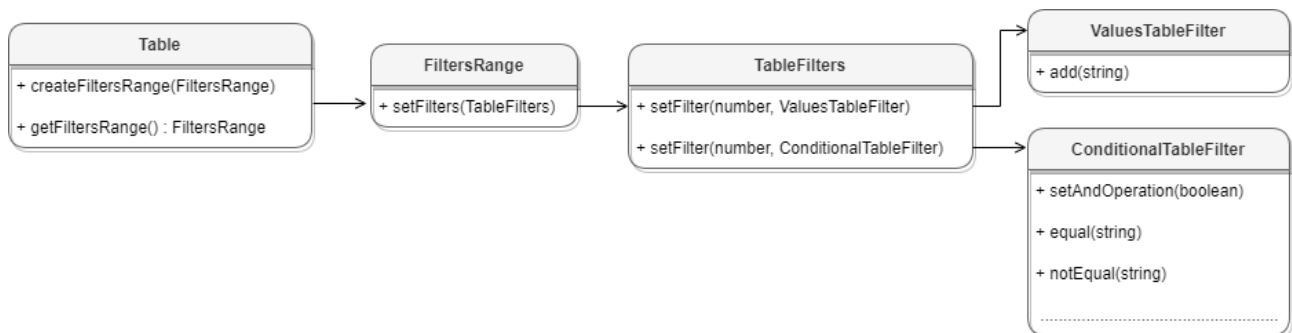 Table
+ createFiltersRange(FiltersRange)
+ getFiltersRange() : FiltersRange
FiltersRange
+ setFilters(TableFilters)
TableFilters
+ setFilter(number, ValuesTableFilter)
+ setFilter(number, ConditionalTableFilter)
ValuesTableFilter
+ add(string)
ConditionalTableFilter
+ setAndOperation(boolean)
+ equal(string)
+ notEqual(string)